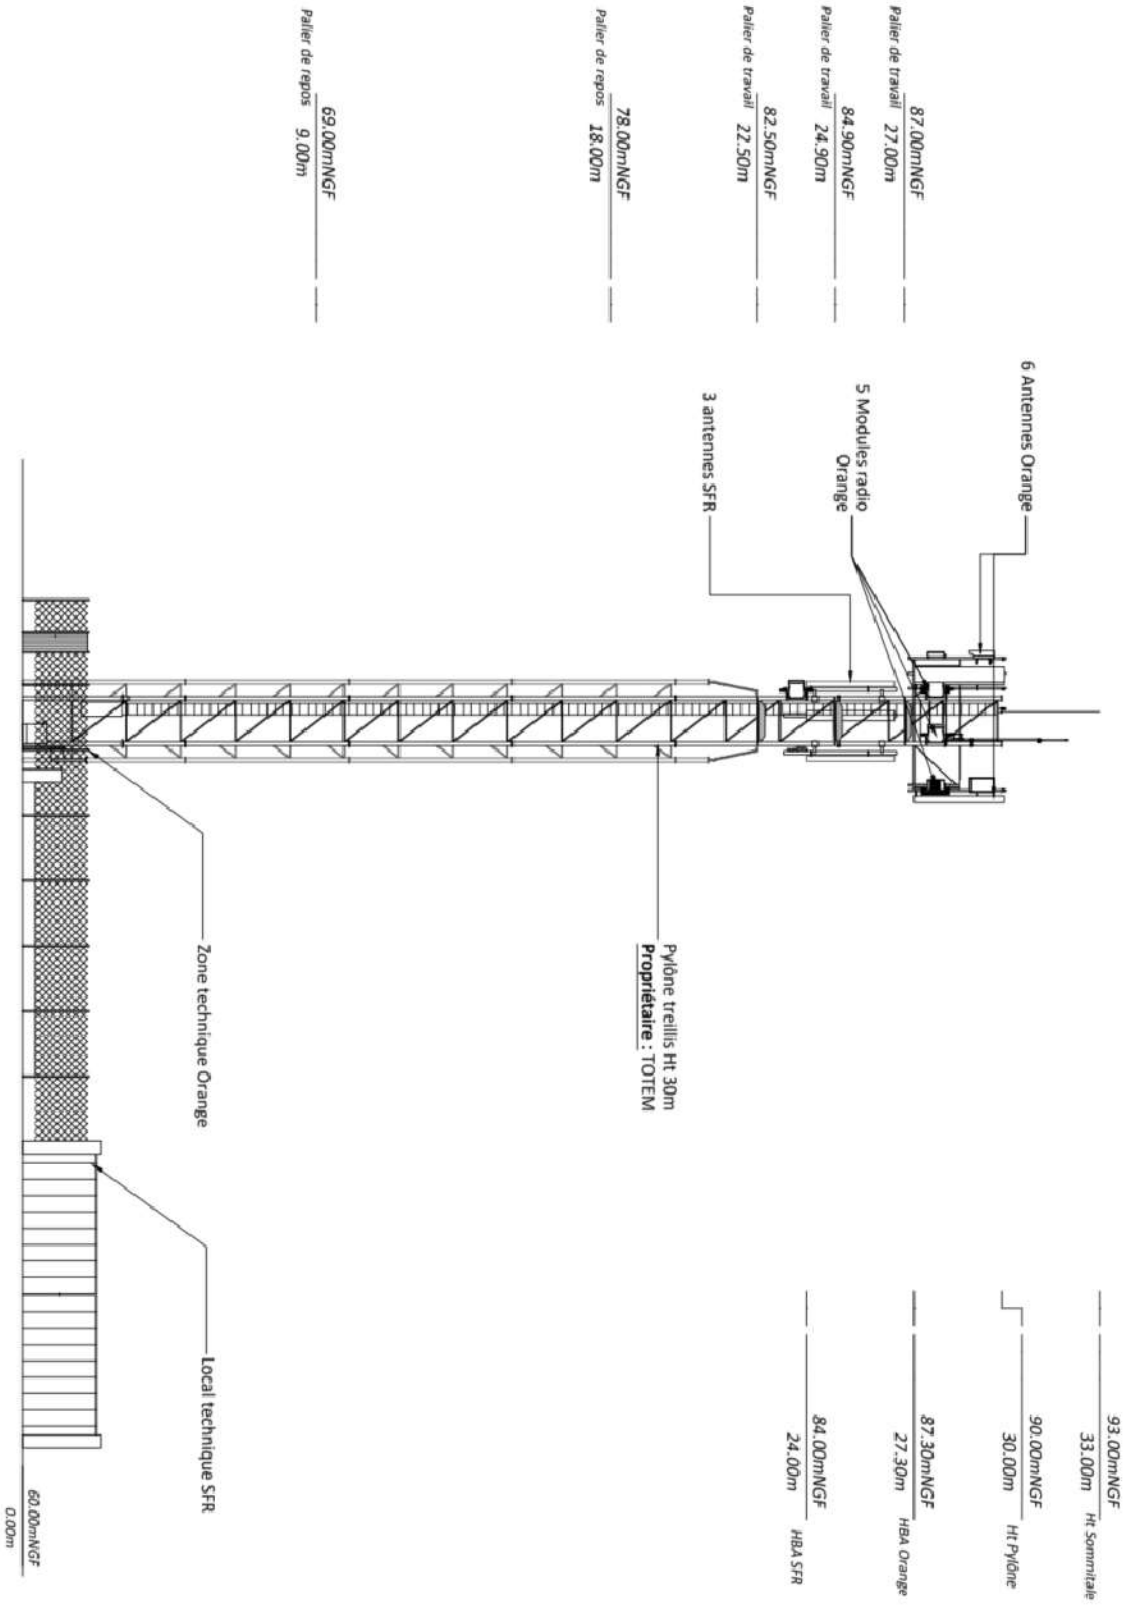 87.00mNGF
Palier de travail 27.00m
84.90mNGF
Palier de travail 24.90m
82.50mNGF
Palier de travail 22.50m
78.00mNGF
Palier de repos 18.00m
69.00mNGF
Palier de repos 9.00m
6 Antennes Orange
5 Modules radio
Orange
3 antennes SFR
Pylône treillis Ht 30m
Propriétaire : TOTEM
Zone technique Orange
Local technique SFR
93.00mNGF
33.00m Ht Sommitale
90.00mNGF
30.00m Ht Pylône
87.30mNGF
27.30m HBA Orange
84.00mNGF
24.00m HBA SFR
60.00mNGF
0.00m